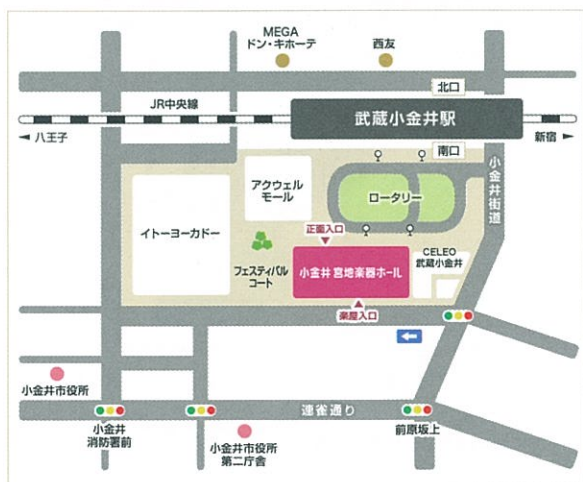 MEGA
ドン・キホーテ
西友
北口
JR中央線
武蔵小金井駅
八王子
新宿
南口
小金井街道
アクウェル
モール
ロータリー
イトーヨーカドー
正面入口
CELEO
武蔵小金井
小金井 宮地楽器ホール
フェスティバル
コート
楽屋入口
小金井市役所
連雀通り
小金井
消防署前
前原坂上
小金井市役所
第二庁舎